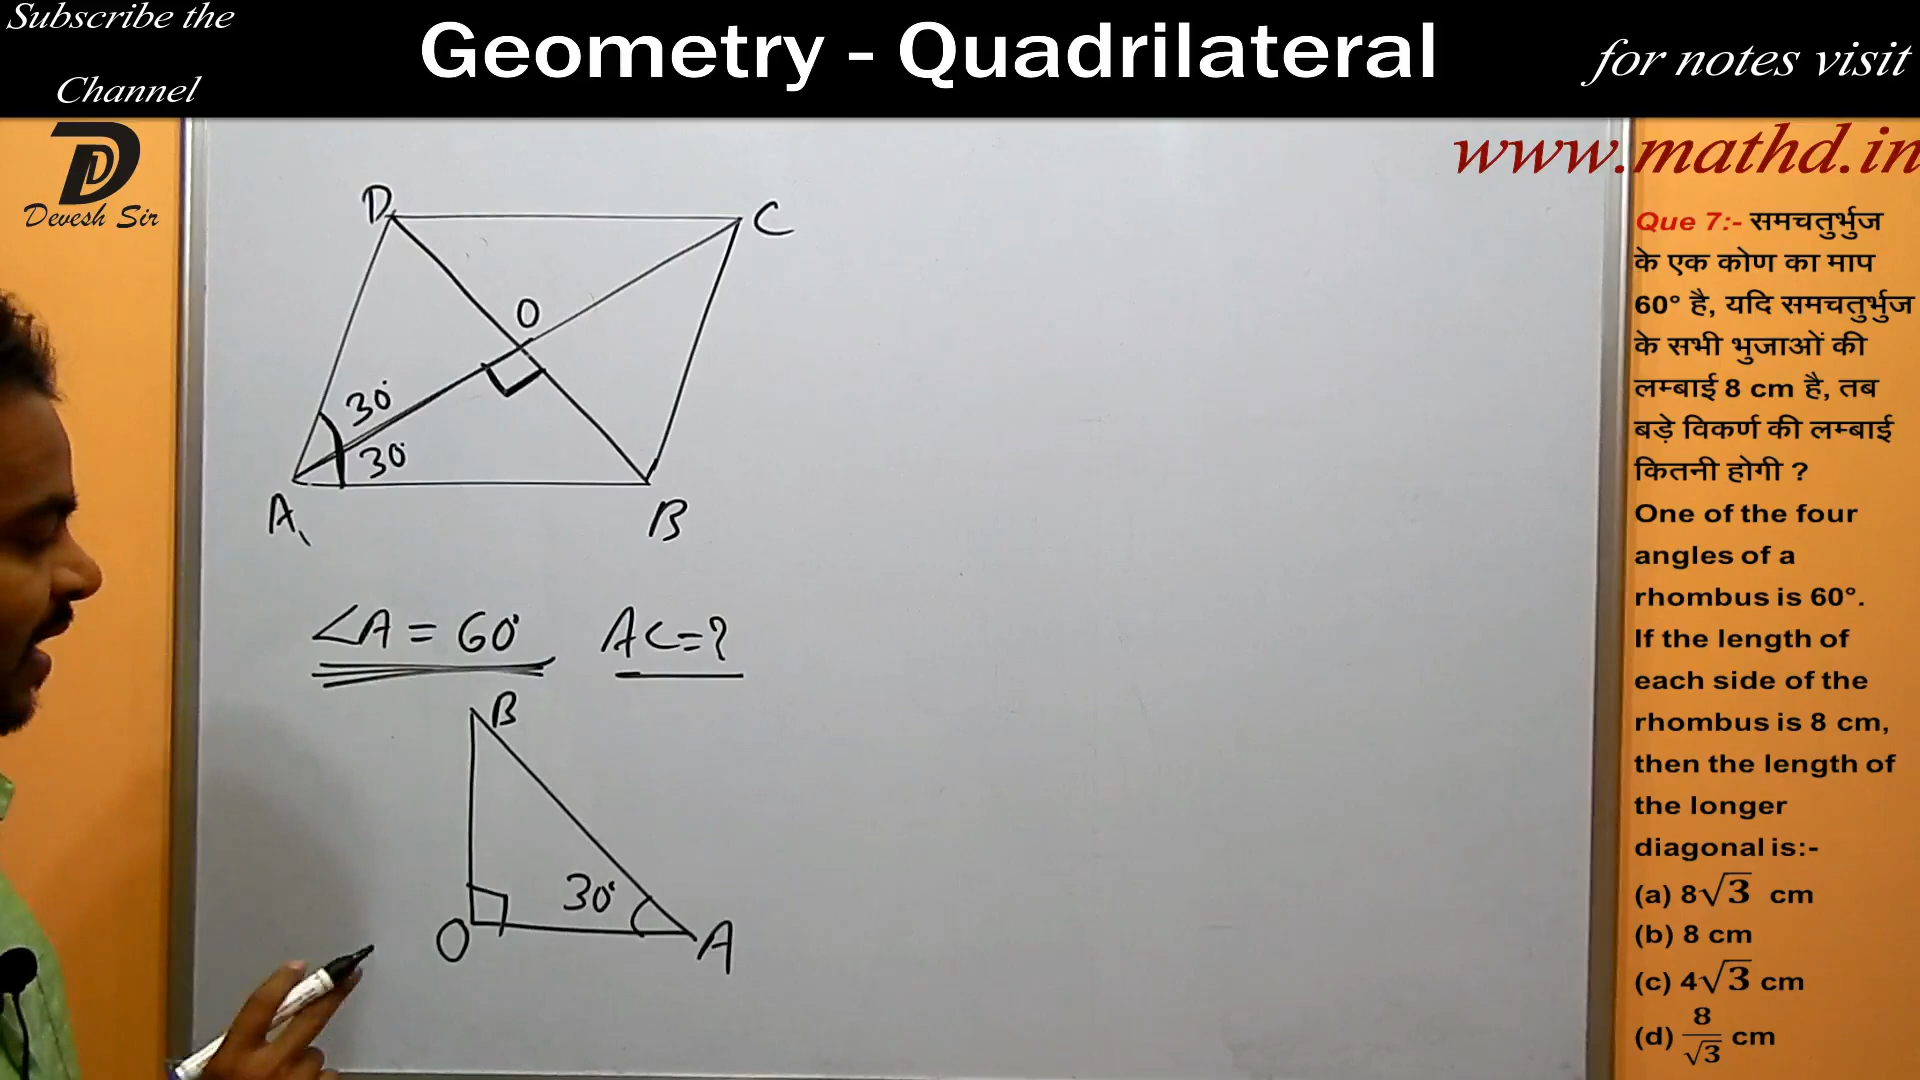 Subscribe the
Channel
Geometry - Quadrilateral
for notes visit
www.mathd.in
D
Devesh Sir
D
C
O
30°
30°
A
B
∠A = 60° AC=?
B
30°
O
A
Que 7:- समचतुर्भुज
के एक कोण का माप
60° है, यदि समचतुर्भुज
के सभी भुजाओं की
लम्बाई 8 cm है, तब
बड़े विकर्ण की लम्बाई
कितनी होगी ?
One of the four
angles of a
rhombus is 60°.
If the length of
each side of the
rhombus is 8 cm,
then the length of
the longer
diagonal is:-
(a) 8√3 cm
(b) 8 cm
(c) 4√3 cm
(d) 8/√3 cm